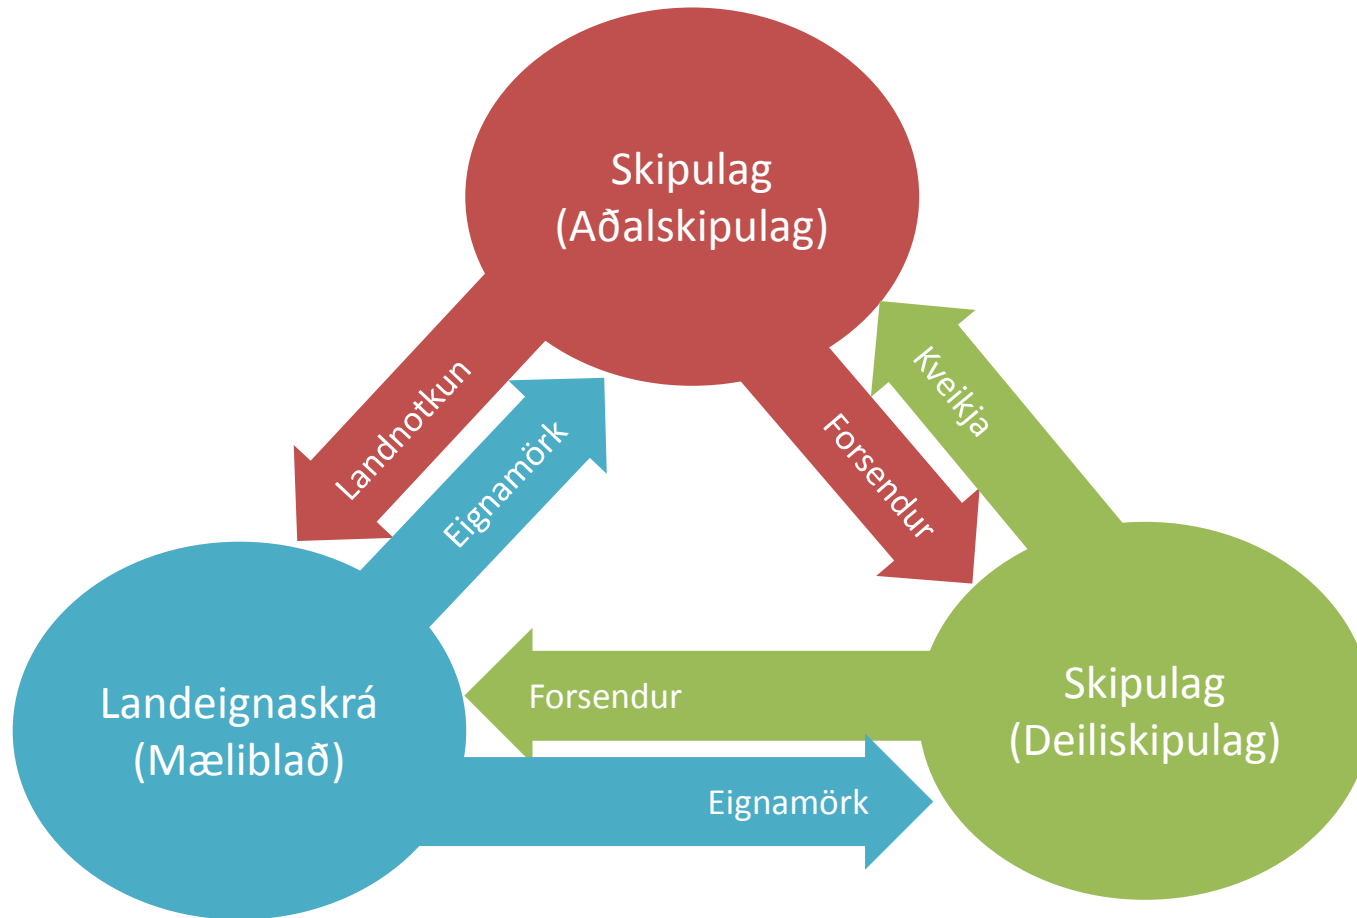 Skipulag
(Aðalskipulag)
Landnotkun
Eignamörk
Forsendur
Kveikja
Landeignaskrá
(Mæliblað)
Forsendur
Eignamörk
Skipulag
(Deiliskipulag)